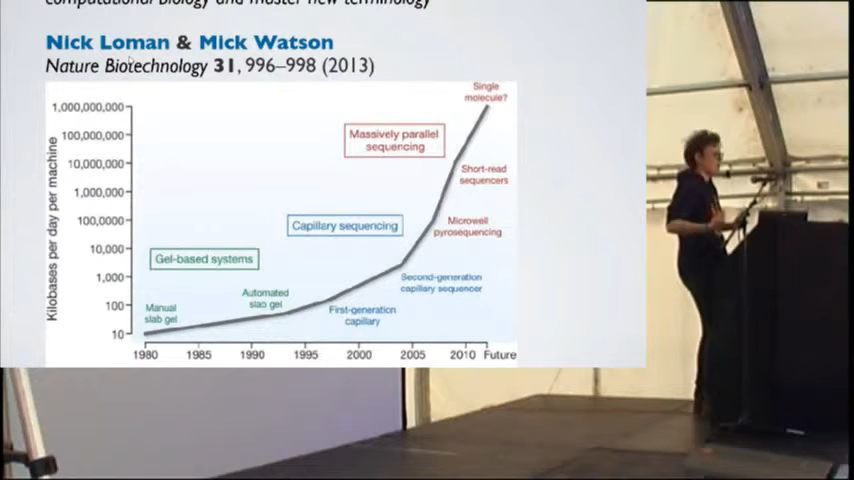 computational biology and master new terminology
Nick Loman & Mick Watson
Nature Biotechnology 31, 996–998 (2013)
Kilobases per day per machine
1,000,000,000
100,000,000
10,000,000
1,000,000
100,0000
10,000
1,000
100
10
1980 1985 1990 1995 2000 2005 2010 Future
Single
molecule?
Massively parallel
sequencing
Short-read
sequencers
Microwell
pyrosequencing
Capillary sequencing
Gel-based systems
Second-generation
capillary sequencer
Automated
slab gel
Manual
slab gel
First-generation
capillary